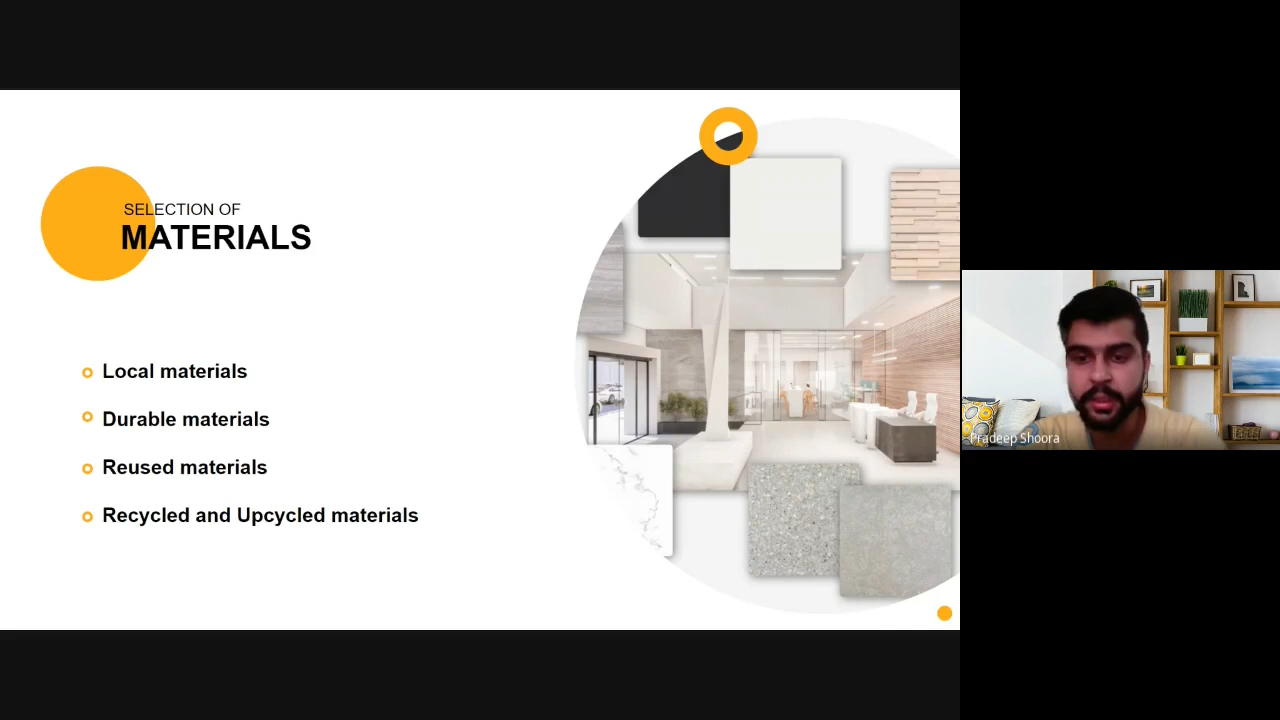 SELECTION OF
MATERIALS
Local materials
Durable materials
Reused materials
Recycled and Upcycled materials
Pradeep Shoora